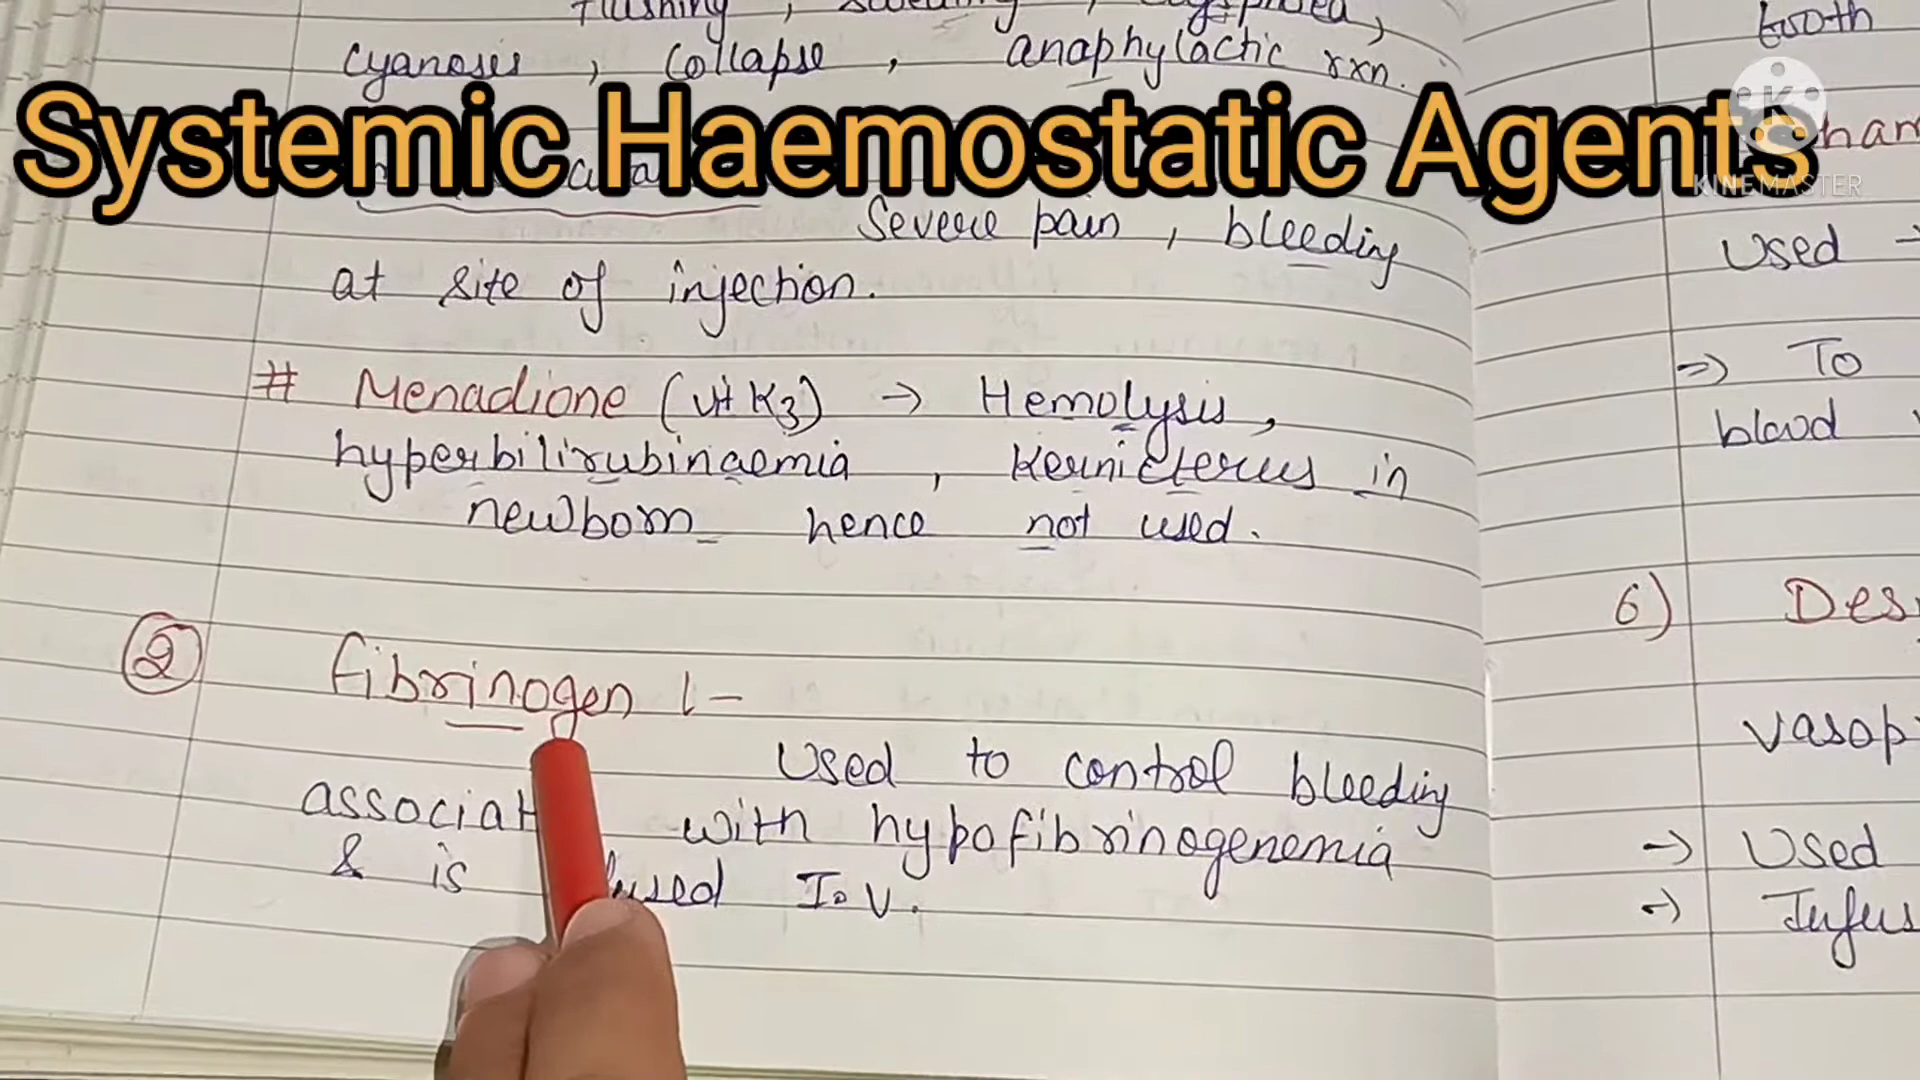 cyanosis, collapse, anaphylactic rxn.
Systemic Haemostatic Agents
KINEMASTER
Severe pain, bleeding
at site of injection.
# Menadione (vit K3) → Hemolysis,
hyperbilirubinaemia, Kernicterus in
newborn hence not used.
② fibrinogen :-
Used to control bleeding
with hypofibrinogenemia
& is I.V.
tooth
Used →
=> To
blood
6) Des
vasop
→ Used
→ Infus